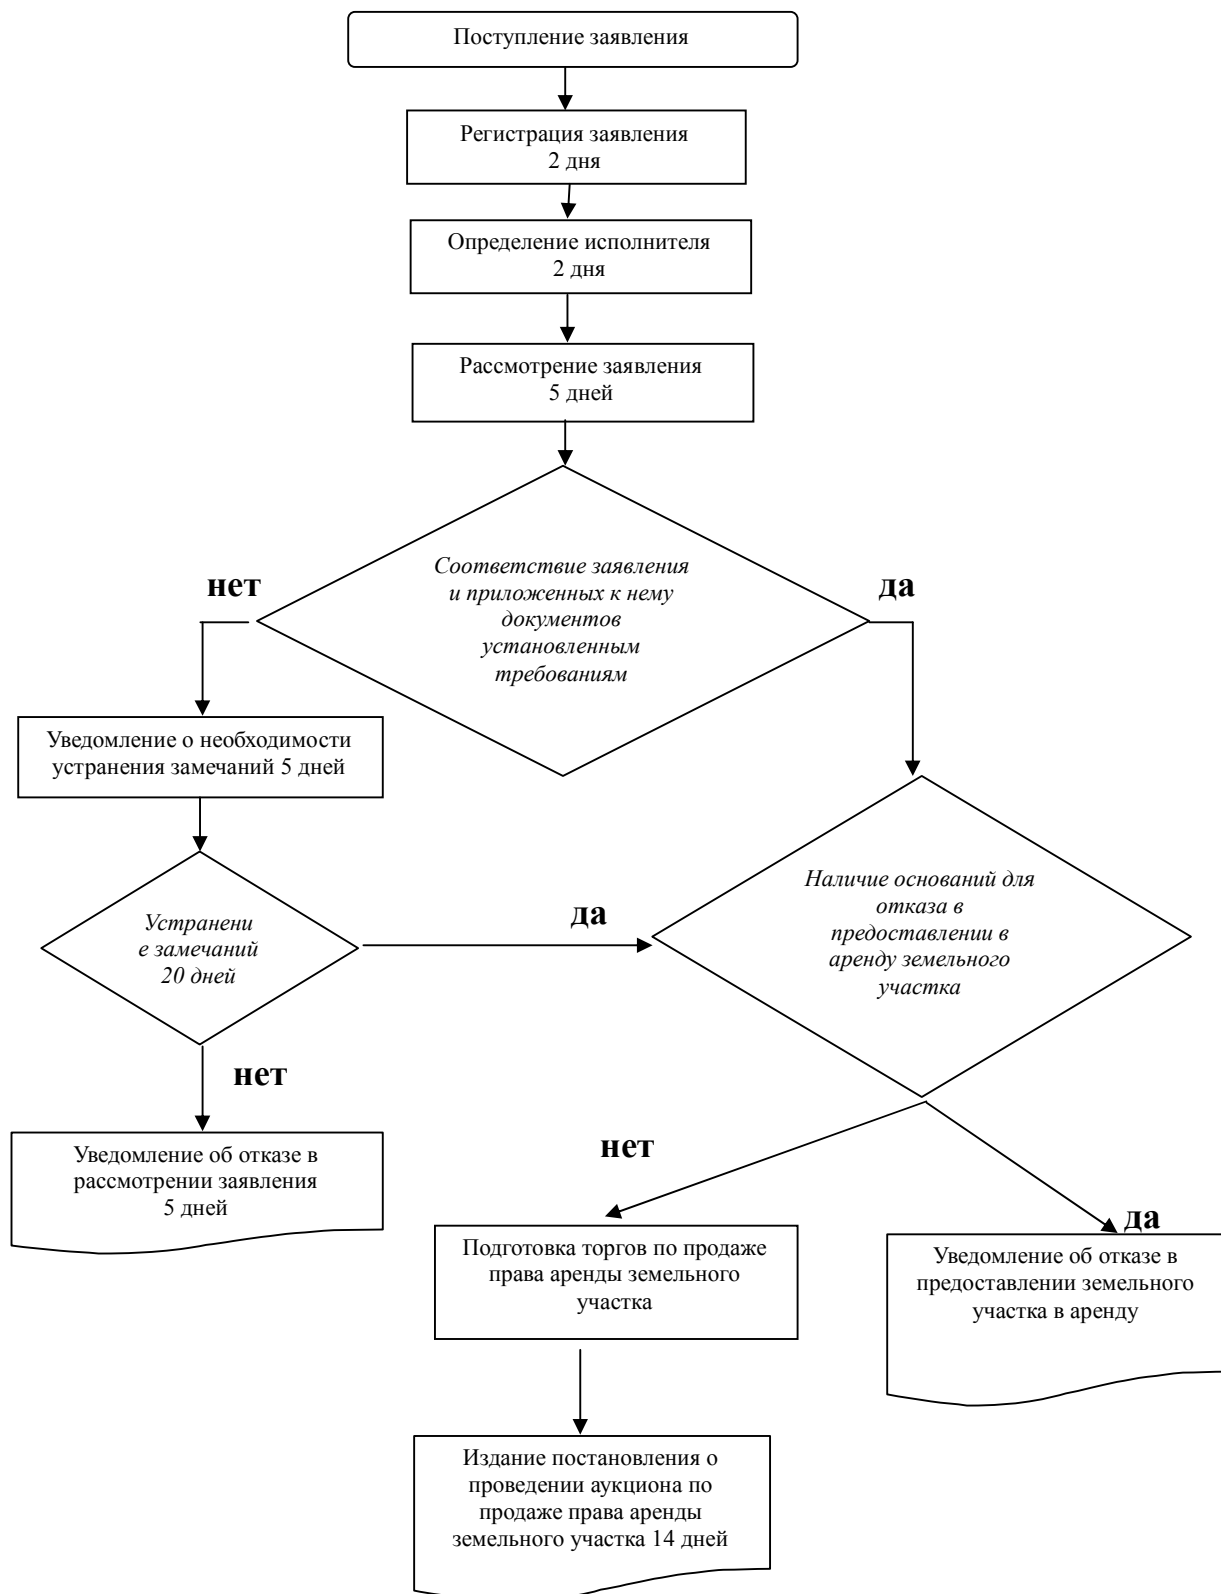 Поступление заявления
Регистрация заявления
2 дня
Определение исполнителя
2 дня
Рассмотрение заявления
5 дней
Соответствие заявления
и приложенных к нему
документов
установленным
требованиям
нет
да
Уведомление о необходимости
устранения замечаний 5 дней
Устранени
е замечаний
20 дней
да
Наличие оснований для
отказа в
предоставлении в
аренду земельного
участка
нет
Уведомление об отказе в
рассмотрении заявления
5 дней
нет
да
Подготовка торгов по продаже
права аренды земельного
участка
Уведомление об отказе в
предоставлении земельного
участка в аренду
Издание постановления о
проведении аукциона по
продаже права аренды
земельного участка 14 дней